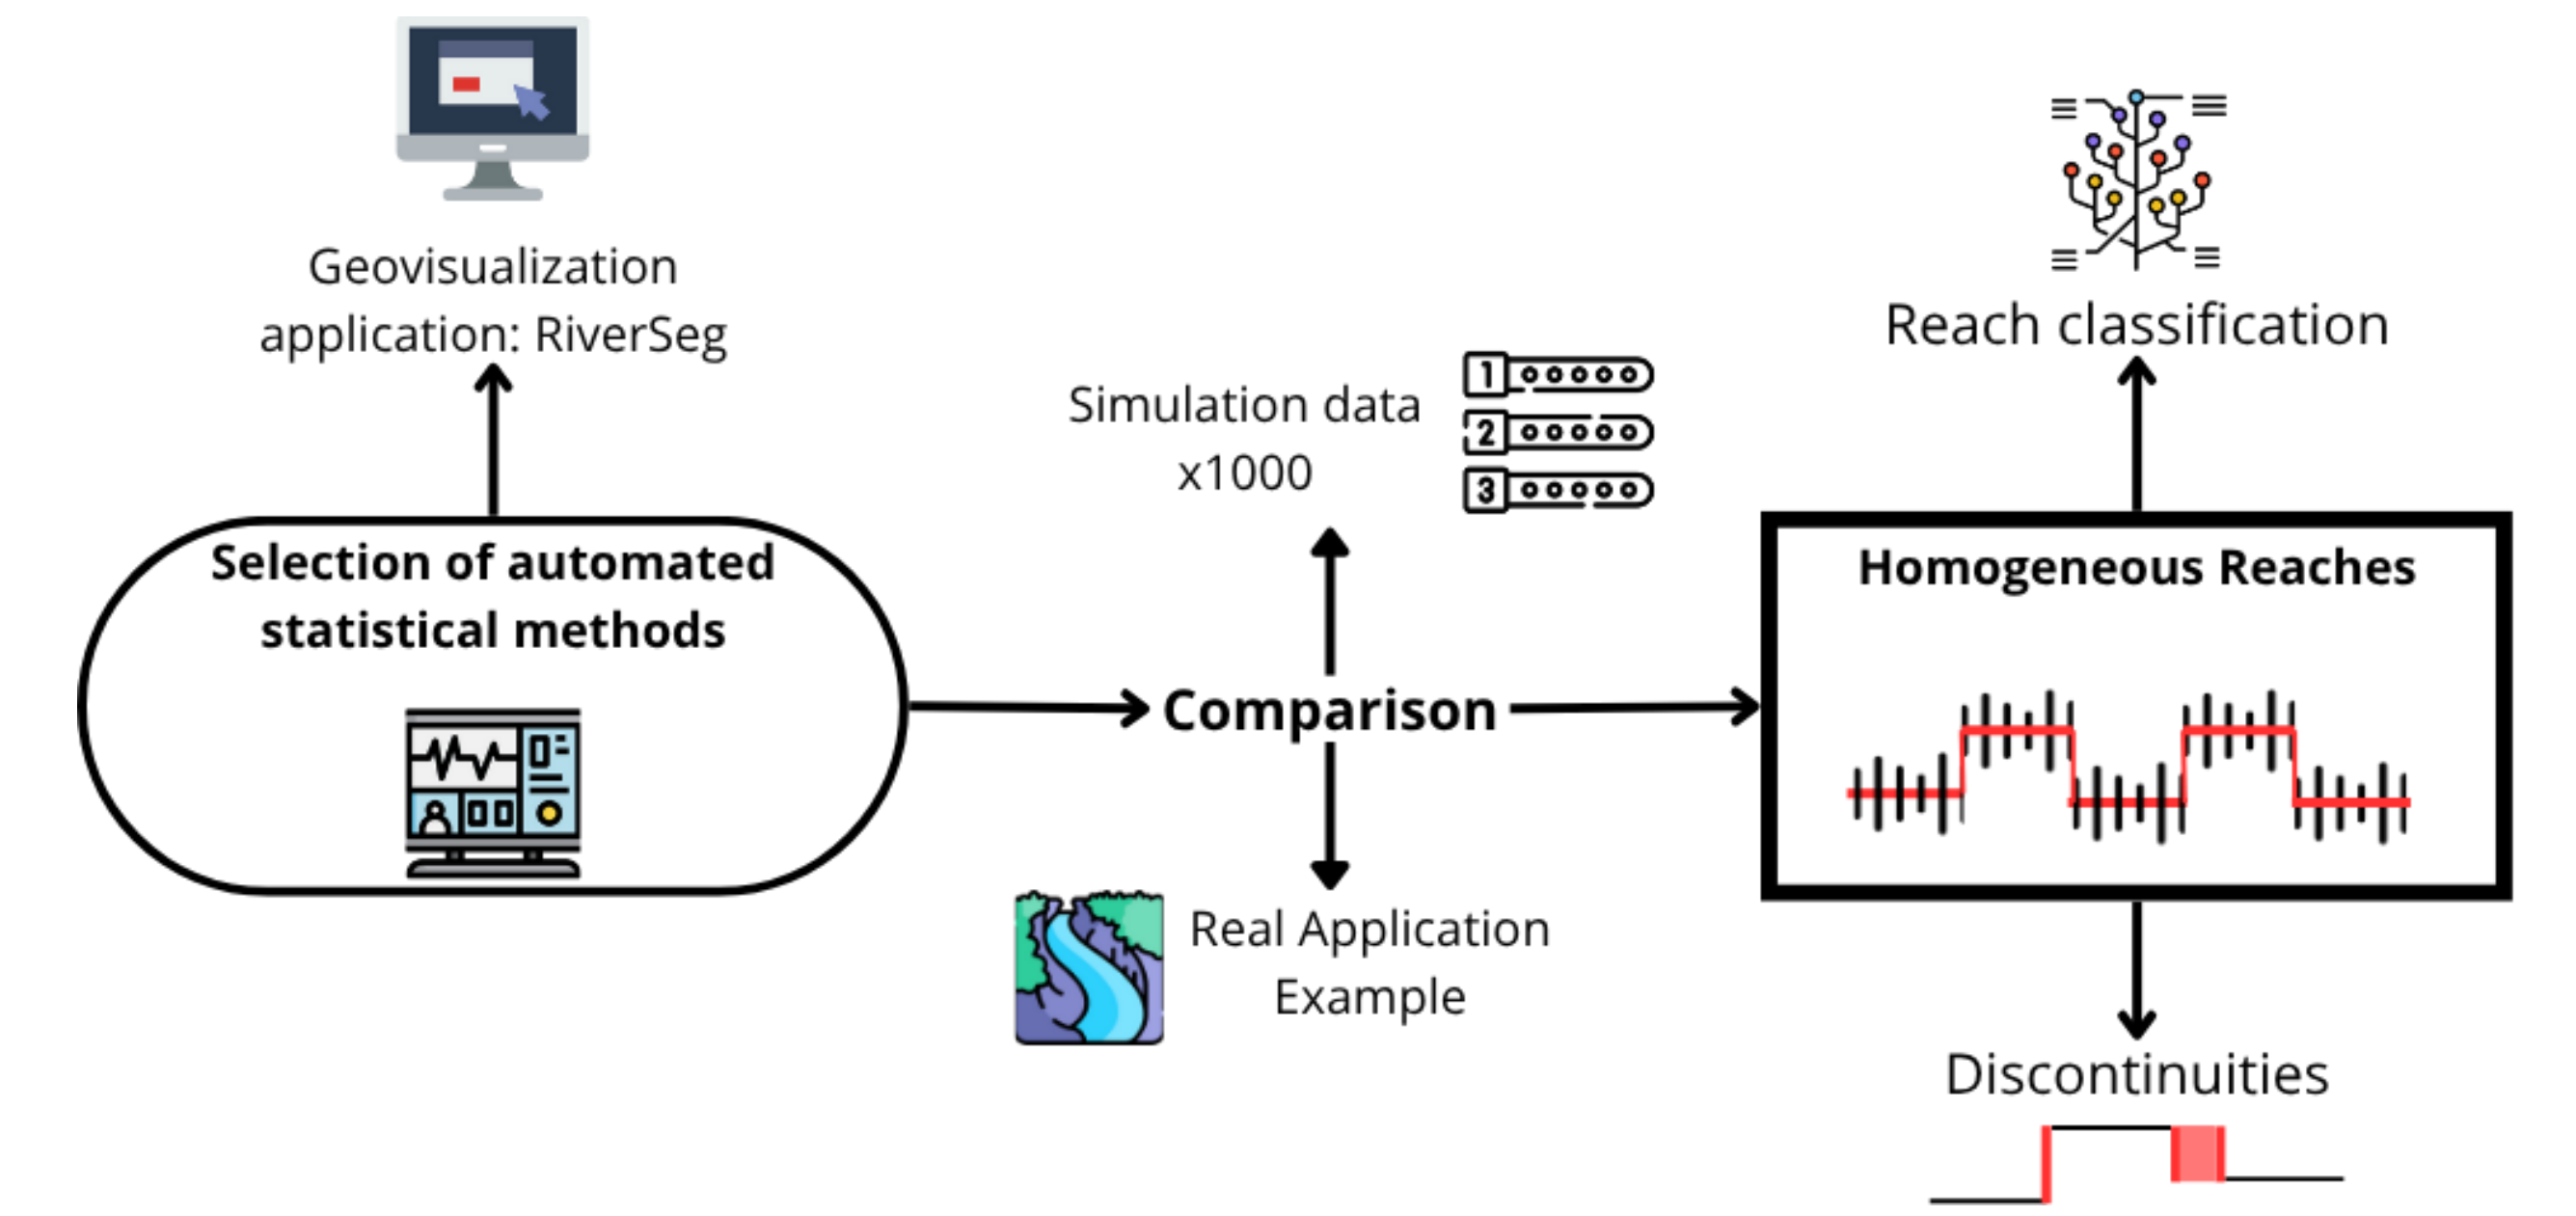 Geovisualization
application: RiverSeg
Selection of automated
statistical methods
Simulation data
x1000
1
2
3
Comparison
Real Application
Example
Reach classification
Homogeneous Reaches
Discontinuities